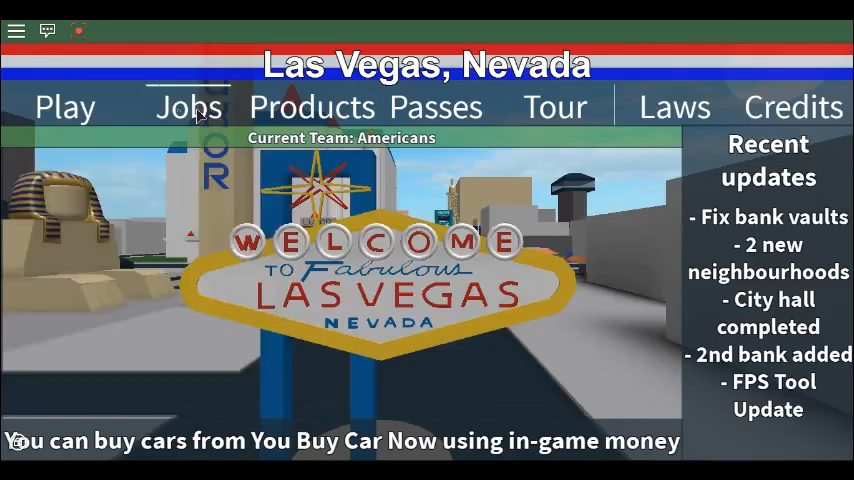 Las Vegas, Nevada
Play Jobs Products Passes Tour Laws Credits
Current Team: Americans
Recent
updates
- Fix bank vaults
- 2 new
neighbourhoods
- City hall
completed
- 2nd bank added
- FPS Tool
Update
WELCOME
TO Fabulous
LAS VEGAS
NEVADA
You can buy cars from You Buy Car Now using in-game money